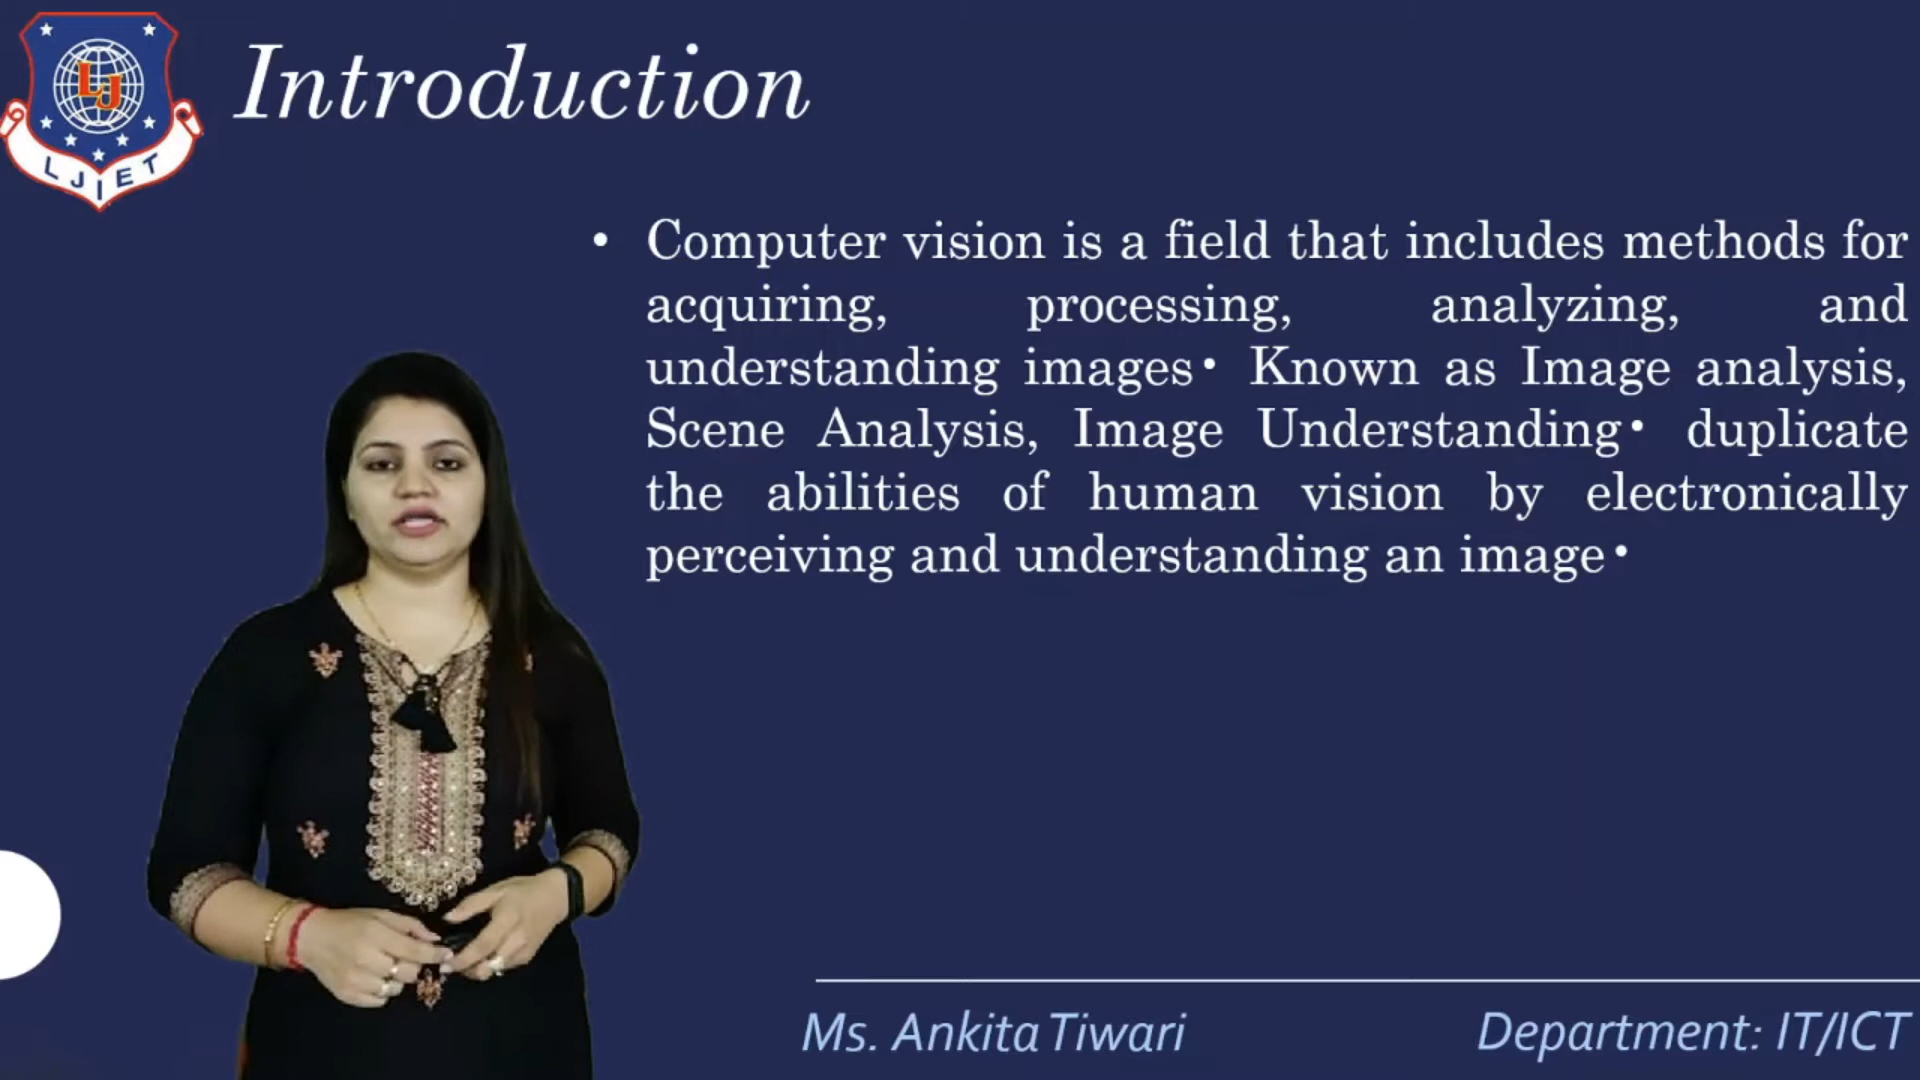 LJ
LJIET
Introduction
• Computer vision is a field that includes methods for
acquiring, processing, analyzing, and
understanding images• Known as Image analysis,
Scene Analysis, Image Understanding• duplicate
the abilities of human vision by electronically
perceiving and understanding an image•
Ms. Ankita Tiwari
Department: IT/ICT